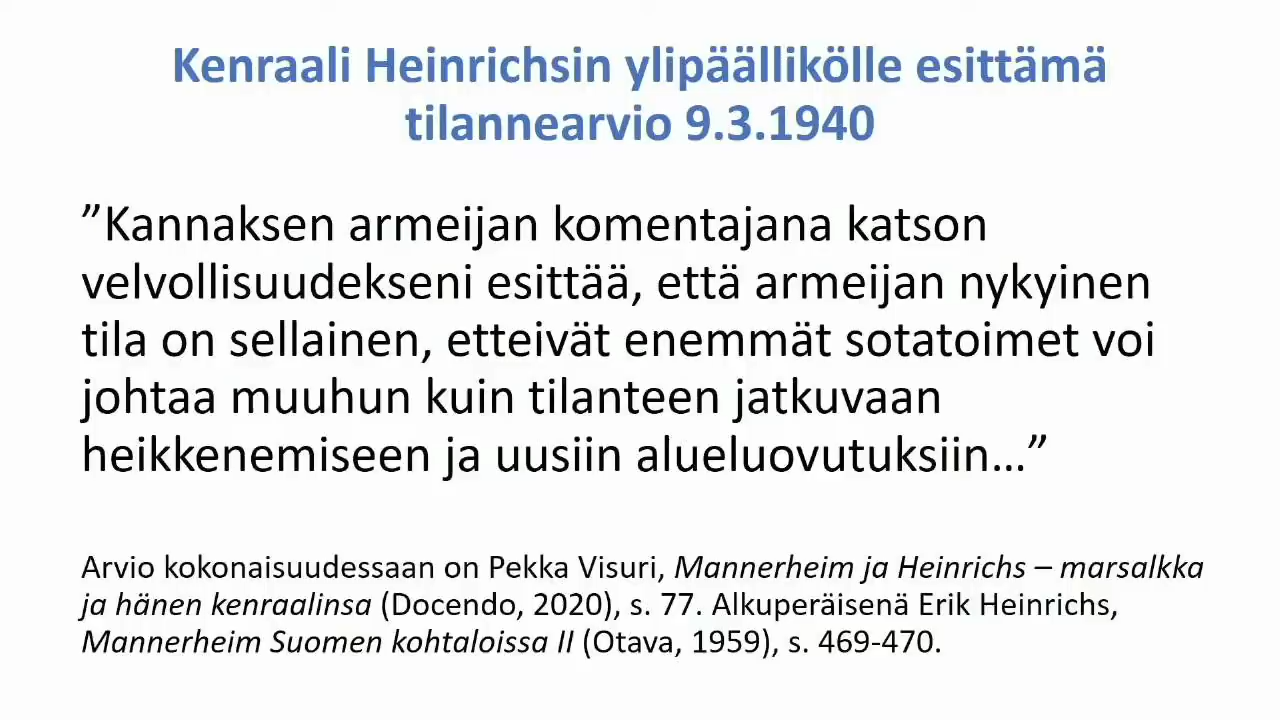 Kenraali Heinrichsin ylipäällikölle esittämä
tilannearvio 9.3.1940
”Kannaksen armeijan komentajana katson
velvollisuudekseni esittää, että armeijan nykyinen
tila on sellainen, etteivät enemmät sotatoimet voi
johtaa muuhun kuin tilanteen jatkuvaan
heikkenemiseen ja uusiin alueluovutuksiin…”
Arvio kokonaisuudessaan on Pekka Visuri, Mannerheim ja Heinrichs – marsalkka
ja hänen kenraalinsa (Docendo, 2020), s. 77. Alkuperäisenä Erik Heinrichs,
Mannerheim Suomen kohtaloissa II (Otava, 1959), s. 469-470.